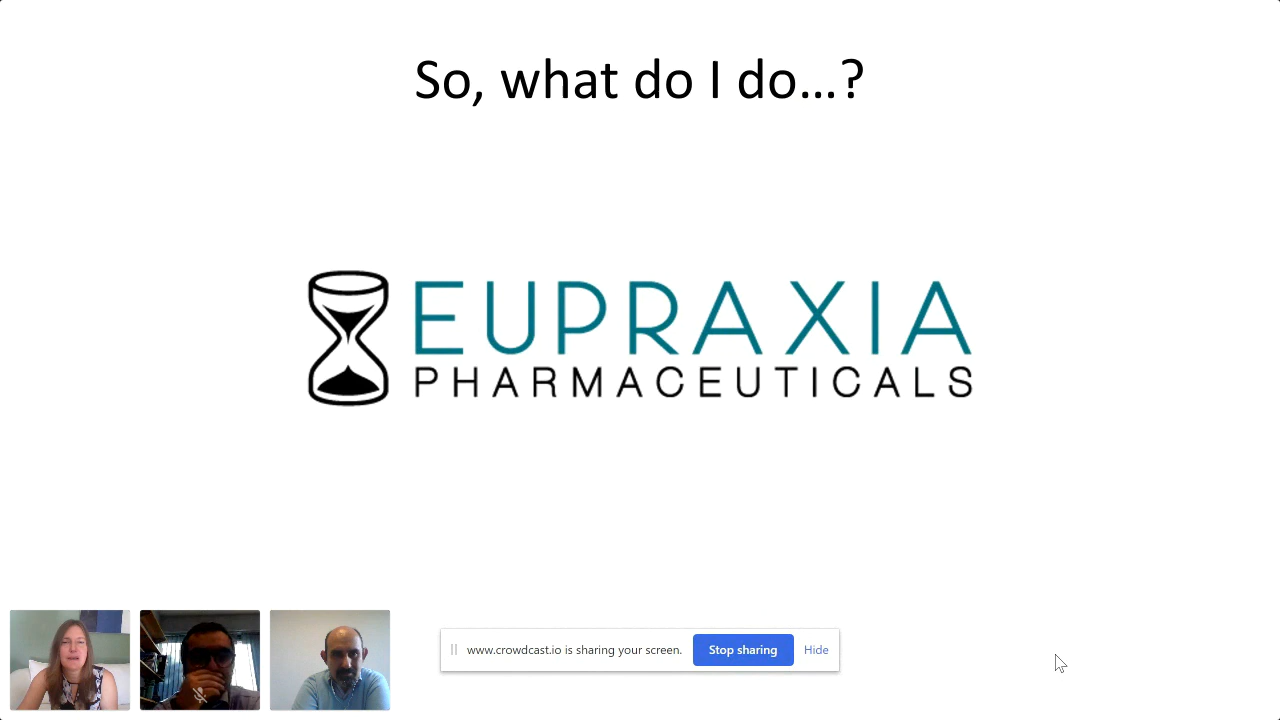 So, what do I do...?
EUPRAXIA
PHARMACEUTICALS
www.crowdcast.io is sharing your screen.
Stop sharing
Hide